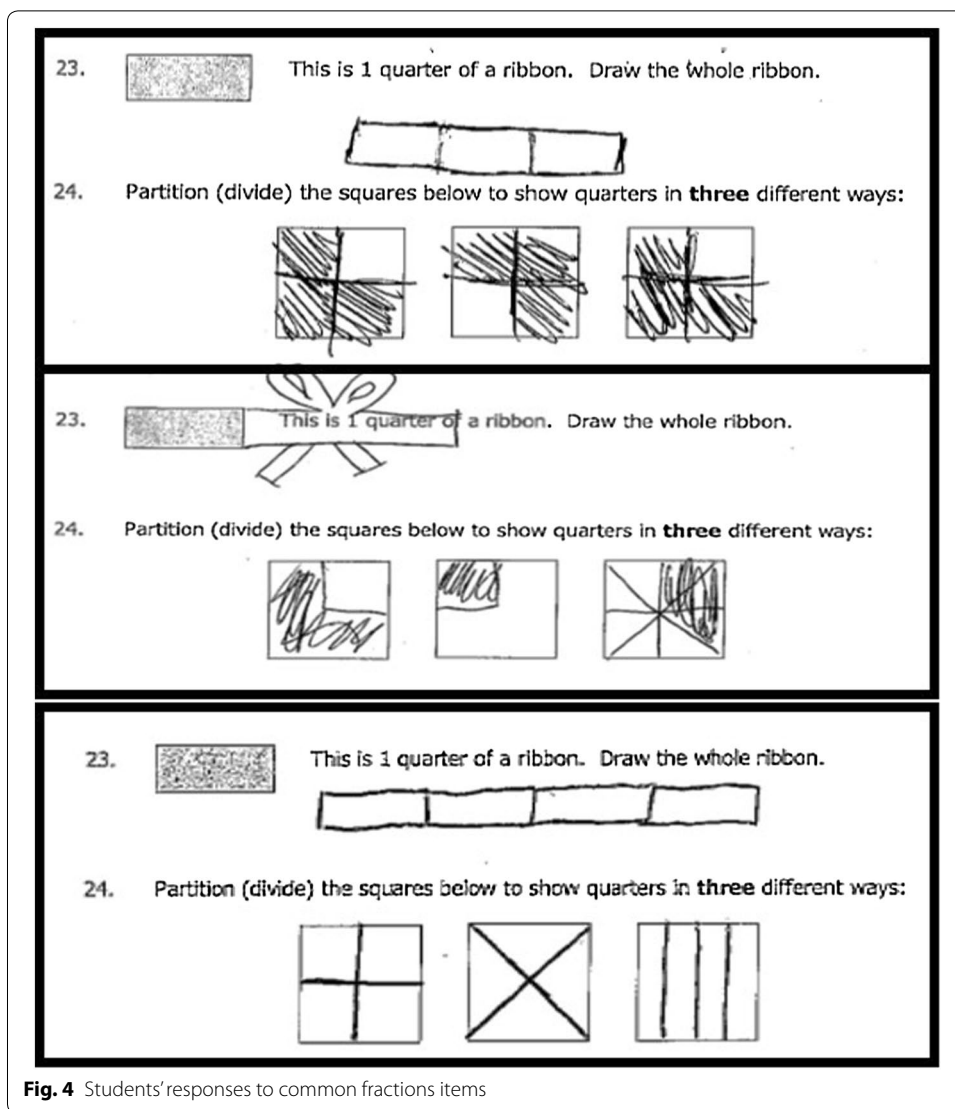 23. This is 1 quarter of a ribbon. Draw the whole ribbon.
24. Partition (divide) the squares below to show quarters in three different ways:
23. This is 1 quarter of a ribbon. Draw the whole ribbon.
24. Partition (divide) the squares below to show quarters in three different ways:
23. This is 1 quarter of a ribbon. Draw the whole ribbon.
24. Partition (divide) the squares below to show quarters in three different ways:
Fig. 4 Students' responses to common fractions items